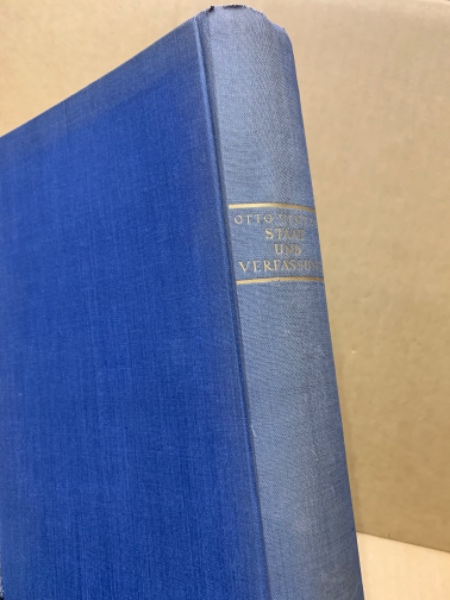 OTTO
STAAT
UND
VERFASSUNG